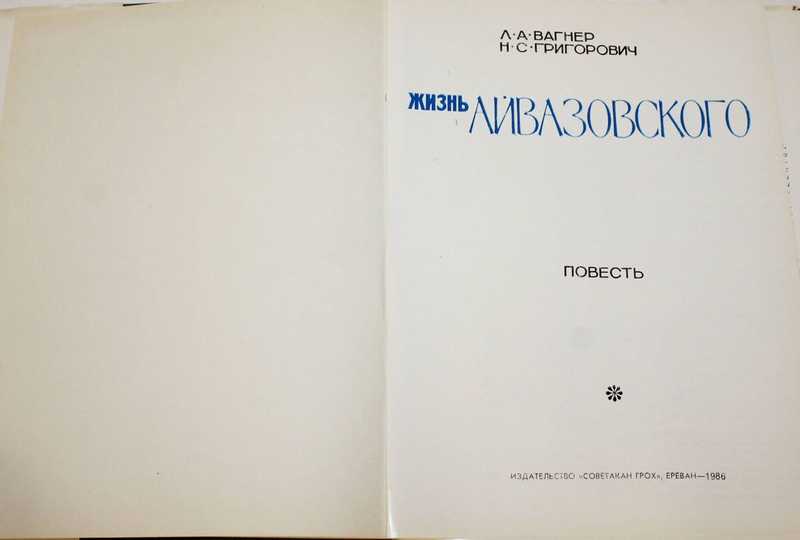 Л·А·ВАГНЕР
Н·С·ГРИГОРОВИЧ
ЖИЗНЬ АЙВАЗОВСКОГО
ПОВЕСТЬ
ИЗДАТЕЛЬСТВО «СОВЕТАКАН ГРОХ», ЕРЕВАН—1986